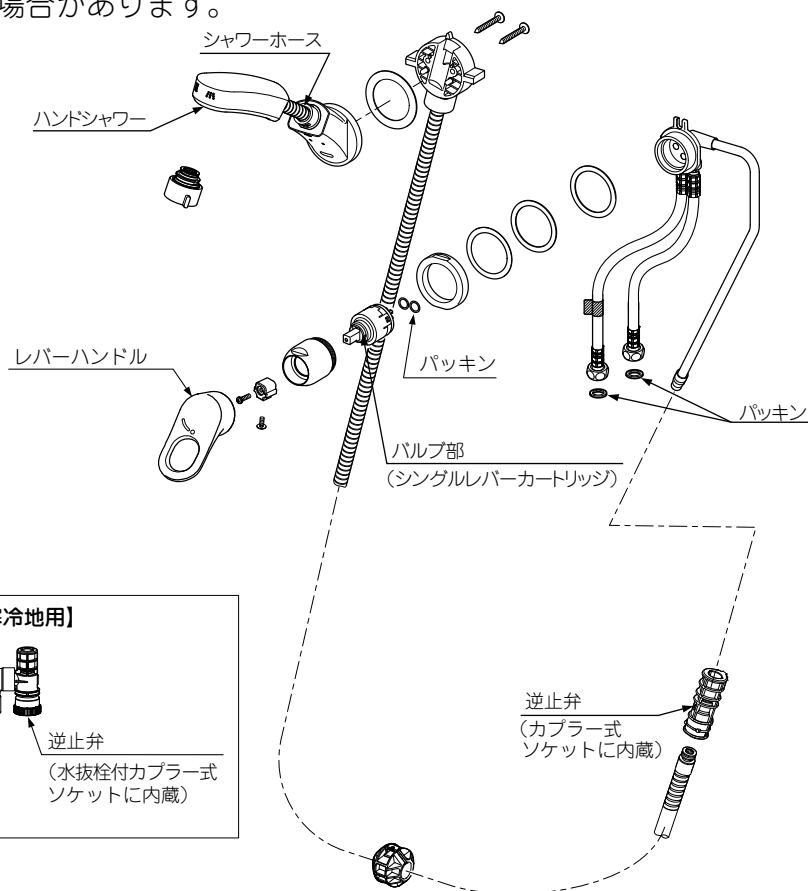 場合があります。
シャワーホース
ハンドシャワー
レバーハンドル
パッキン
パッキン
バルブ部
（シングルレバーカートリッジ）
冷地用】
逆止弁
（水抜栓付カプラー式
ソケットに内蔵）
逆止弁
（カプラー式
ソケットに内蔵）